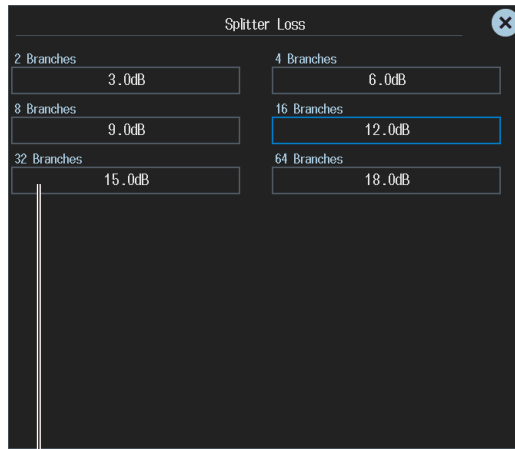 Splitter Loss
2 Branches
4 Branches
3.0dB
6.0dB
8 Branches
16 Branches
9.0dB
12.0dB
32 Branches
64 Branches
15.0dB
18.0dB